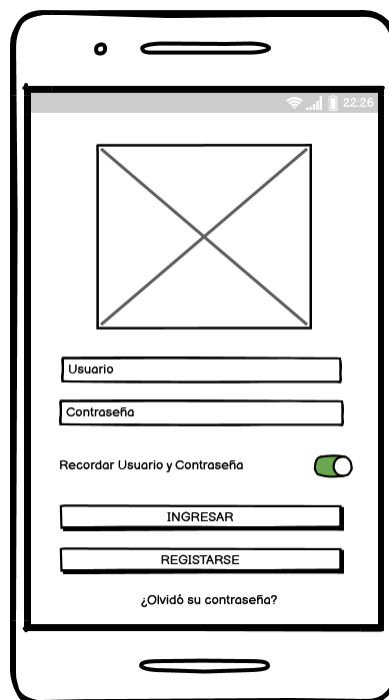 22:26
Usuario
Contraseña
Recordar Usuario y Contraseña
INGRESAR
REGISTARSE
¿Olvidó su contraseña?